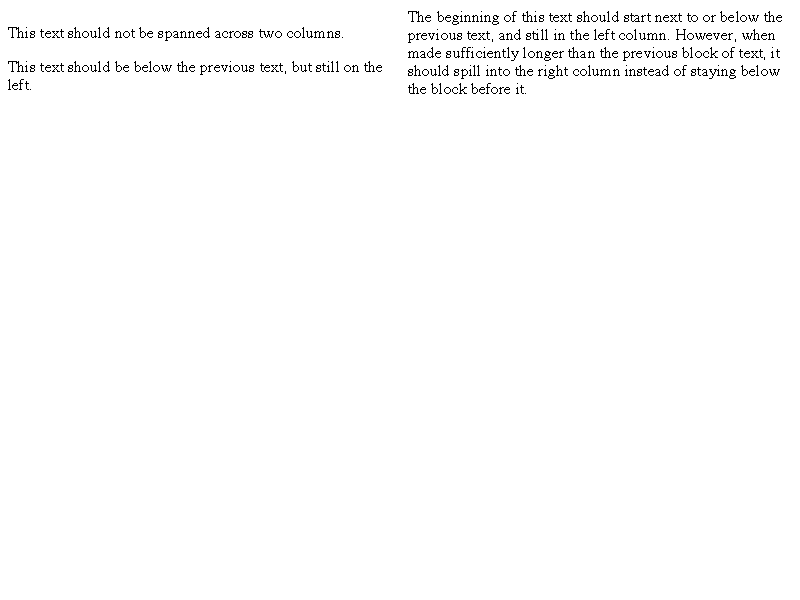 This text should not be spanned across two columns.
This text should be below the previous text, but still on the
left.
The beginning of this text should start next to or below the
previous text, and still in the left column. However, when
made sufficiently longer than the previous block of text, it
should spill into the right column instead of staying below
the block before it.